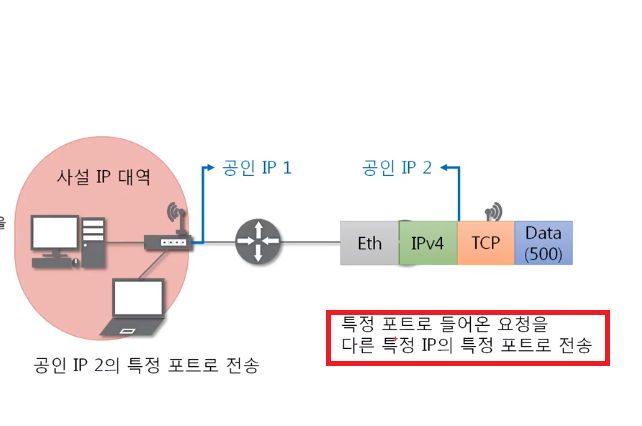 공인 IP 1
공인 IP 2
사설 IP 대역
을
Eth
IPv4
TCP
Data
(500)
특정 포트로 들어온 요청을
다른 특정 IP의 특정 포트로 전송
공인 IP 2의 특정 포트로 전송